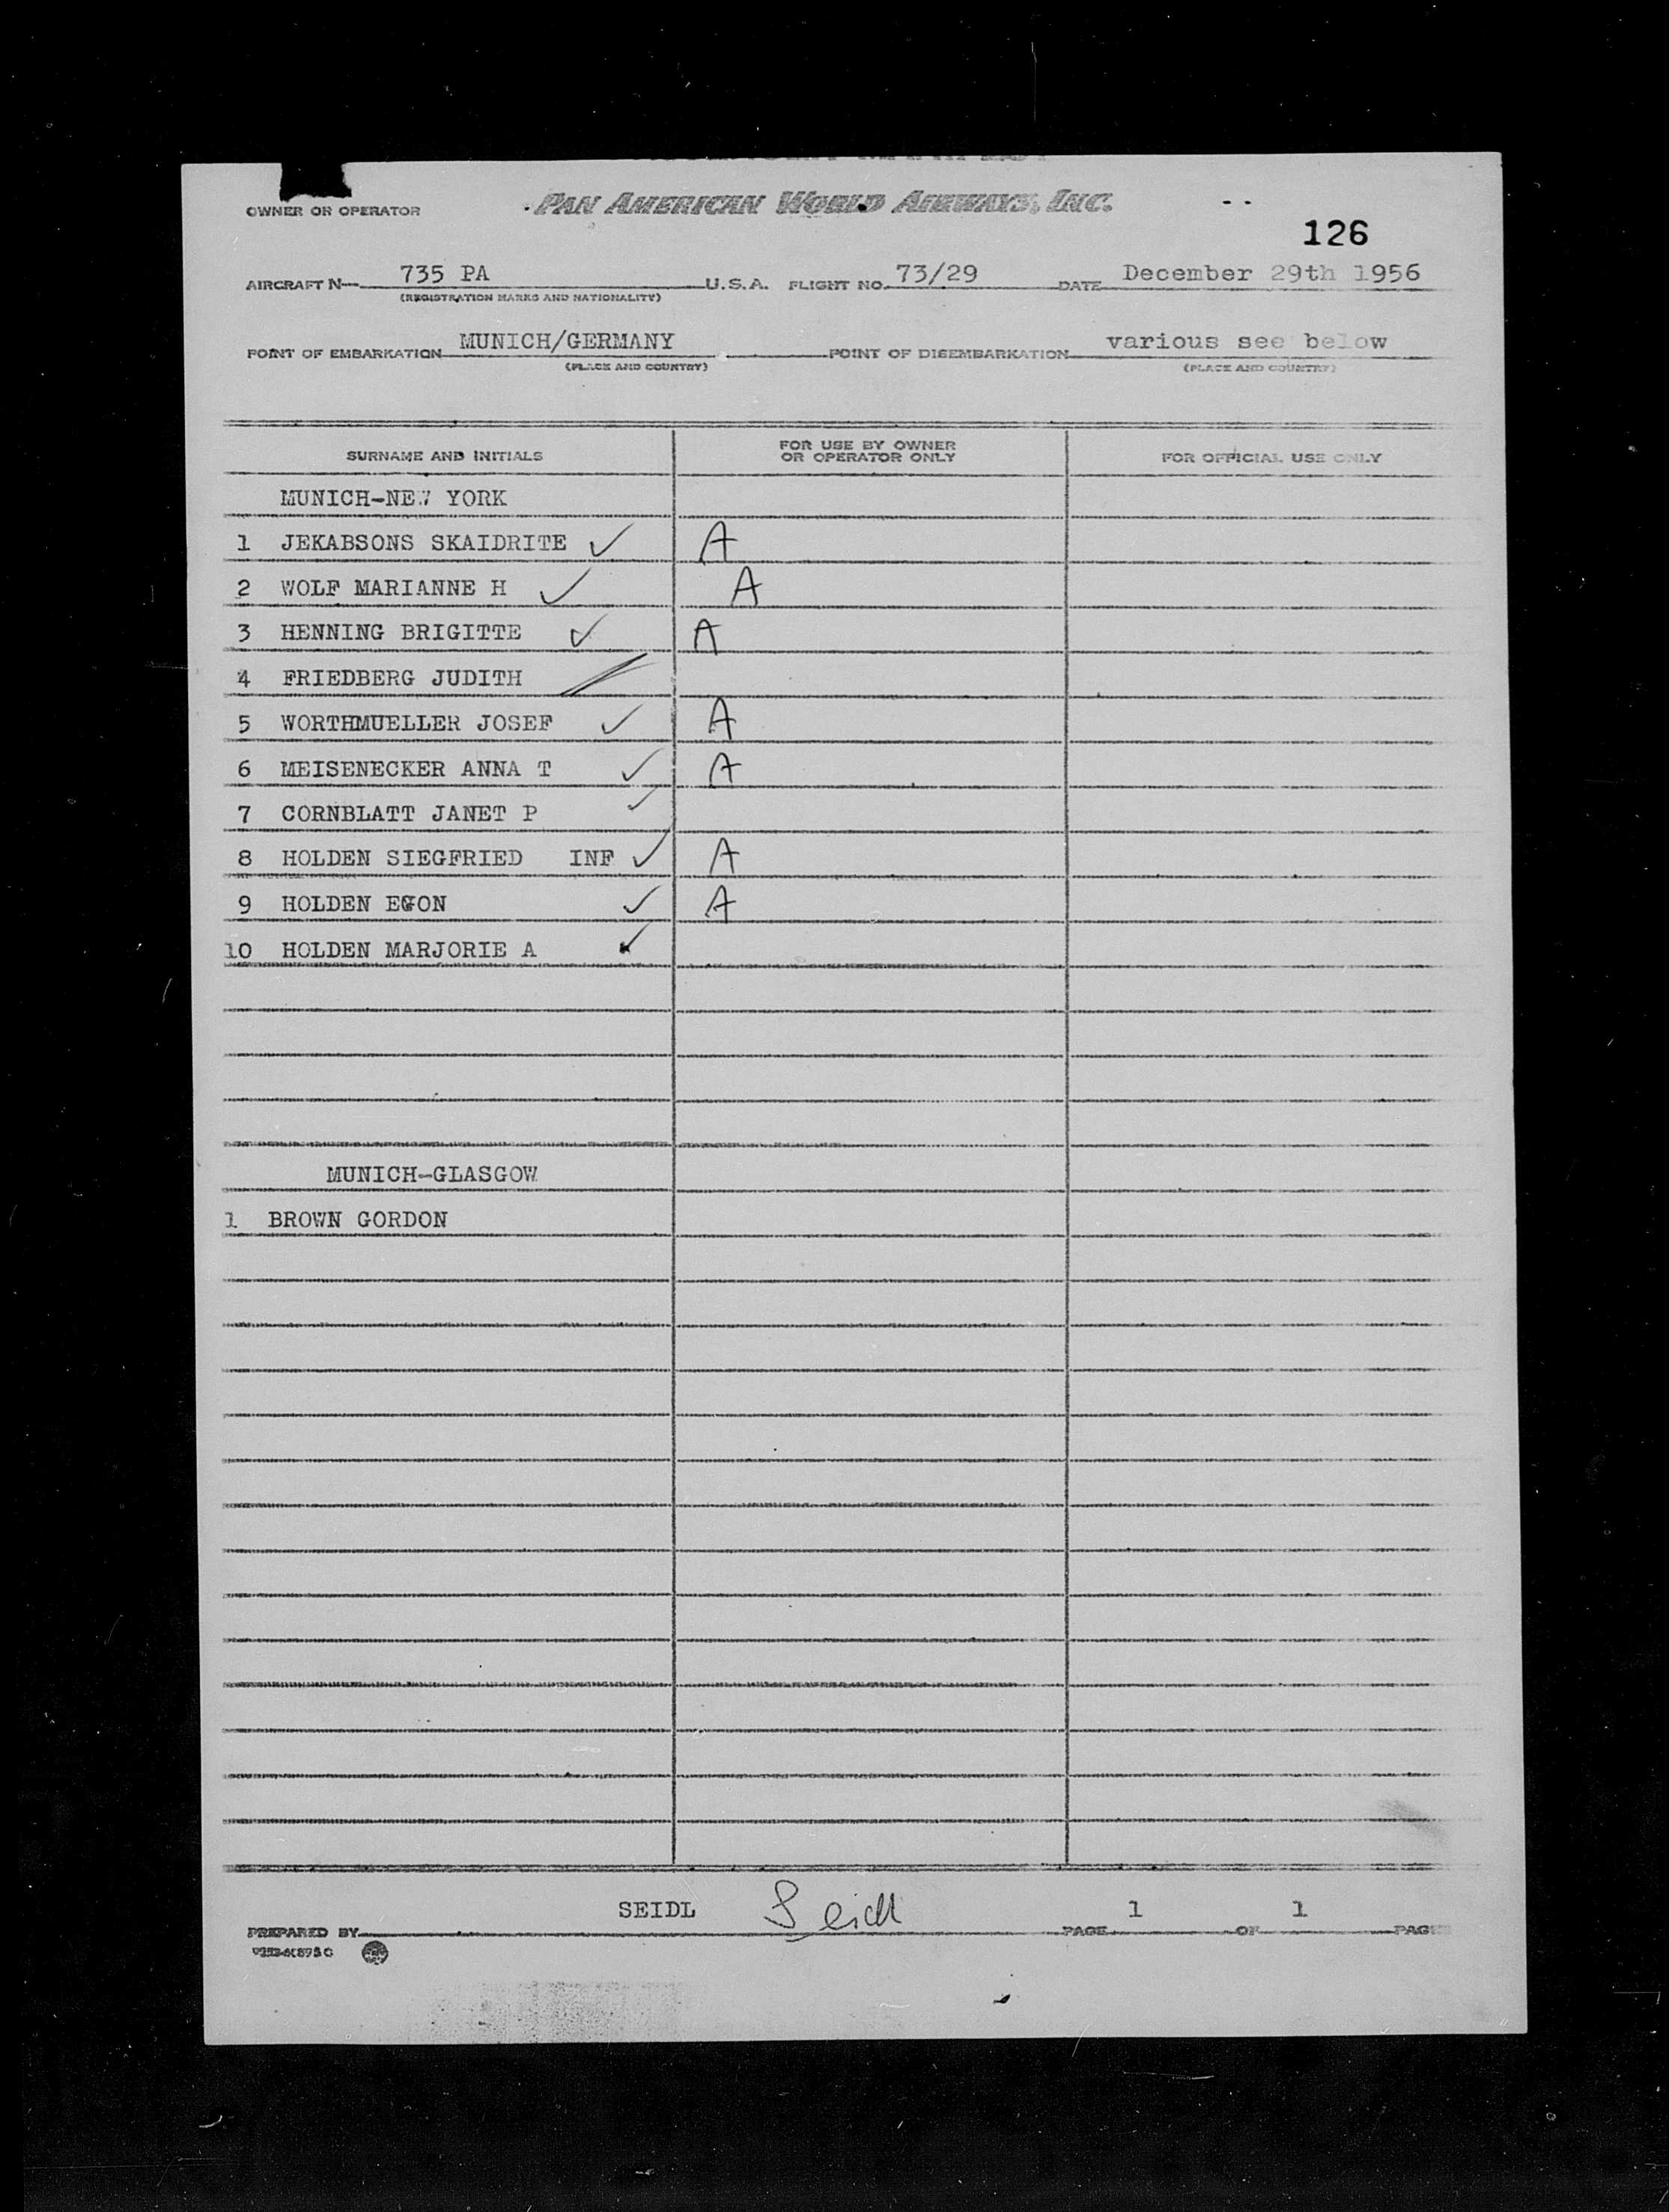 OWNER OR OPERATOR PAN AMERICAN WORLD AIRWAYS, INC.
126
AIRCRAFT N— 735 PA U.S.A. FLIGHT NO. 73/29 DATE December 29th 1956
(REGISTRATION MARKS AND NATIONALITY)
POINT OF EMBARKATION MUNICH/GERMANY POINT OF DISEMBARKATION various see below
(PLACE AND COUNTRY) (PLACE AND COUNTRY)
SURNAME AND INITIALS FOR USE BY OWNER OR OPERATOR ONLY FOR OFFICIAL USE ONLY
MUNICH-NEW YORK
1 JEKABSONS SKAIDRITE ✓ A
2 WOLF MARIANNE H ✓ A
3 HENNING BRIGITTE ✓ A
4 FRIEDBERG JUDITH
5 WORTHMUELLER JOSEF ✓ A
6 MEISENECKER ANNA T ✓ A
7 CORNBLATT JANET P ✓
8 HOLDEN SIEGFRIED INF ✓ A
9 HOLDEN EGON ✓ A
10 HOLDEN MARJORIE A ✓
MUNICH-GLASGOW
1 BROWN GORDON
PREPARED BY SEIDL Seidl PAGE 1 OF 1 PAGE